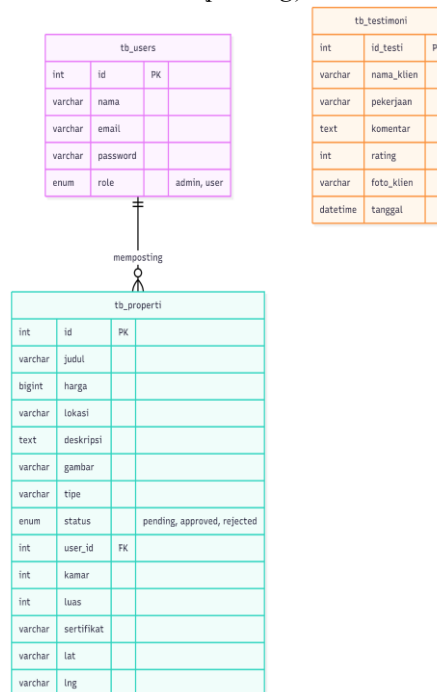 tb_users
int id PK
varchar nama
varchar email
varchar password
enum role admin, user
tb_testimoni
int id_testi
varchar nama_klien
varchar pekerjaan
text komentar
int rating
varchar foto_klien
datetime tanggal
memposting
tb_properti
int id PK
varchar judul
bigint harga
varchar lokasi
text deskripsi
varchar gambar
varchar tipe
enum status pending, approved, rejected
int user_id FK
int kamar
int luas
varchar sertifikat
varchar lat
varchar lng